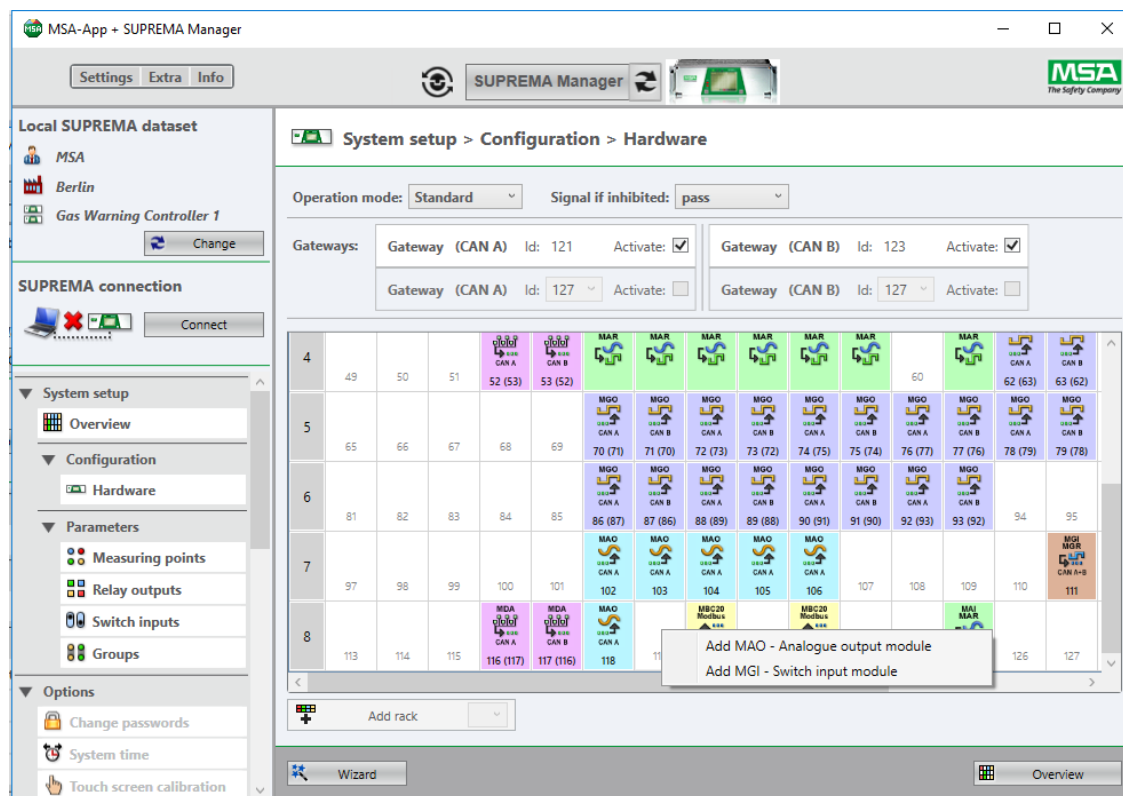 MSA-App + SUPREMA Manager
Settings Extra Info
SUPREMA Manager
MSA
The Safety Company
Local SUPREMA dataset
MSA
Berlin
Gas Warning Controller 1
Change
SUPREMA connection
Connect
System setup
Overview
Configuration
Hardware
Parameters
Measuring points
Relay outputs
Switch inputs
Groups
Options
Change passwords
System time
Touch screen calibration
System setup > Configuration > Hardware
Operation mode: Standard Signal if inhibited: pass
Gateways: Gateway (CAN A) Id: 121 Activate: Gateway (CAN B) Id: 123 Activate:
Gateway (CAN A) Id: 127 Activate: Gateway (CAN B) Id: 127 Activate:
MAR MAR MAR MAR MAR MAR MAR
4
CAN A CAN B CAN A CAN B
49 50 51 52 (53) 53 (52) 60 62 (63) 63 (62)
MGO MGO MGO MGO MGO MGO MGO MGO MGO MGO
5
CAN A CAN B CAN A CAN B CAN A CAN B CAN A CAN B CAN A CAN B
65 66 67 68 69 70 (71) 71 (70) 72 (73) 73 (72) 74 (75) 75 (74) 76 (77) 77 (76) 78 (79) 79 (78)
MGO MGO MGO MGO MGO MGO MGO MGO
6
CAN A CAN B CAN A CAN B CAN A CAN B CAN A CAN B
81 82 83 84 85 86 (87) 87 (86) 88 (89) 89 (88) 90 (91) 91 (90) 92 (93) 93 (92) 94 95
MAO MAO MAO MAO MAO MGI
MGR
7
CAN A CAN A CAN A CAN A CAN A CAN A+B
97 98 99 100 101 102 103 104 105 106 107 108 109 110 111
MDA MDA MAO MBC20 MBC20 MAI
Modbus Modbus MAR
8
CAN A CAN B CAN A
113 114 115 116 (117) 117 (116) 118 126 127
Add MAO - Analogue output module
Add MGI - Switch input module
Add rack
Wizard
Overview